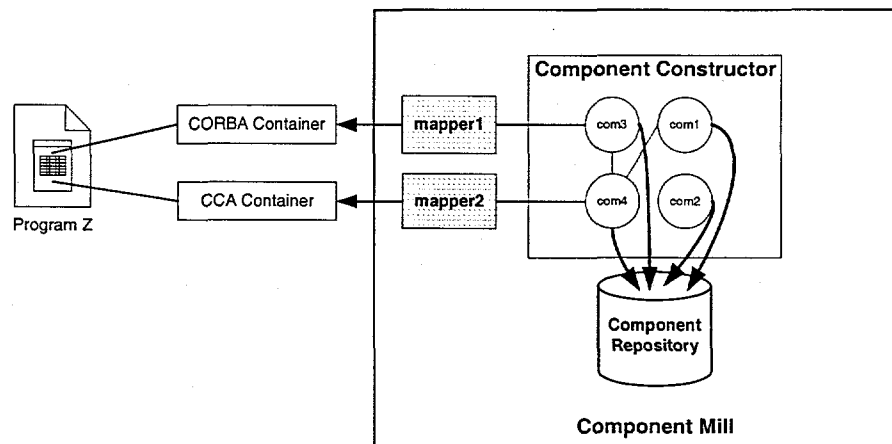 Component Constructor
CORBA Container
mapper1
com3
com1
CCA Container
mapper2
com4
com2
Program Z
Component
Repository
Component Mill